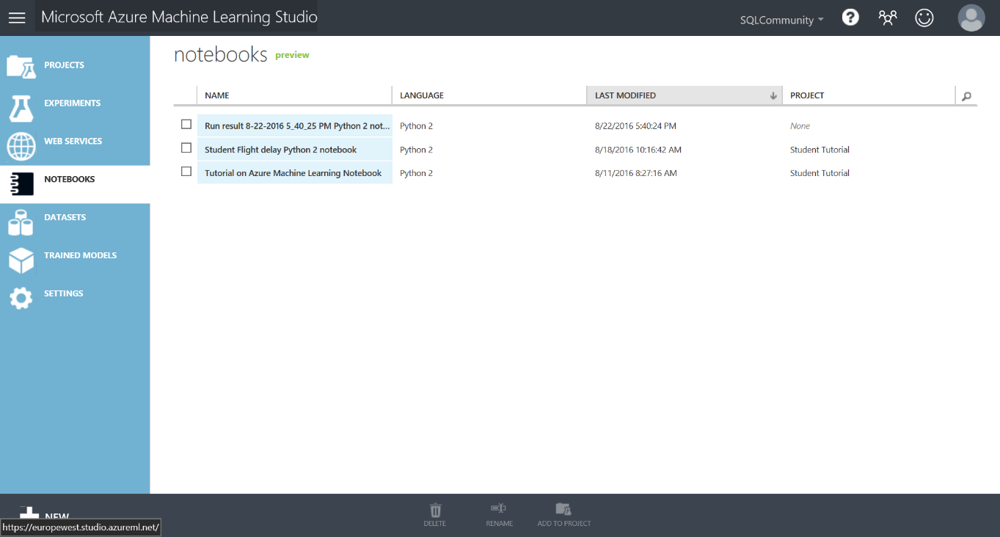 Microsoft Azure Machine Learning Studio
SQLCommunity
?
PROJECTS
EXPERIMENTS
WEB SERVICES
NOTEBOOKS
DATASETS
TRAINED MODELS
SETTINGS
notebooks preview
NAME LANGUAGE LAST MODIFIED PROJECT
Run result 8-22-2016 5_40_25 PM Python 2 not... Python 2 8/22/2016 5:40:24 PM None
Student Flight delay Python 2 notebook Python 2 8/18/2016 10:16:42 AM Student Tutorial
Tutorial on Azure Machine Learning Notebook Python 2 8/11/2016 8:27:16 AM Student Tutorial
NEW
https://europewest.studio.azureml.net/
DELETE RENAME ADD TO PROJECT